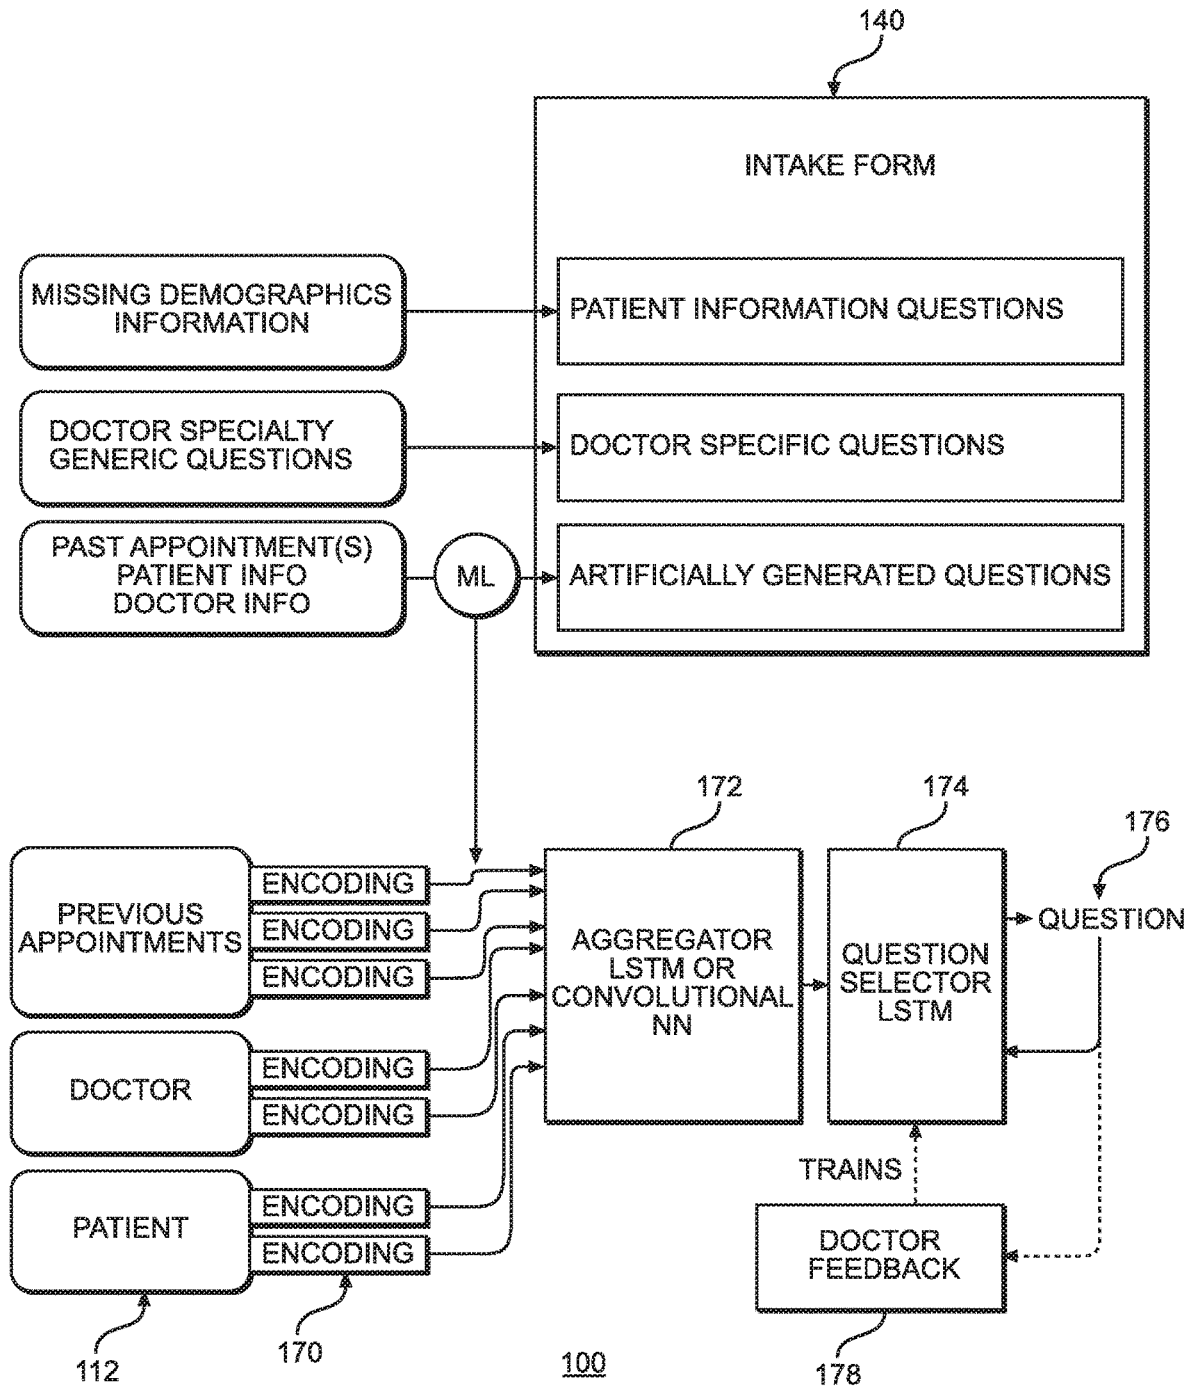 140
INTAKE FORM
MISSING DEMOGRAPHICS
INFORMATION
PATIENT INFORMATION QUESTIONS
DOCTOR SPECIALTY
GENERIC QUESTIONS
DOCTOR SPECIFIC QUESTIONS
PAST APPOINTMENT(S)
PATIENT INFO
DOCTOR INFO
ML
ARTIFICIALLY GENERATED QUESTIONS
172
174
176
PREVIOUS
APPOINTMENTS
ENCODING
ENCODING
ENCODING
AGGREGATOR
LSTM OR
CONVOLUTIONAL
NN
QUESTION
SELECTOR
LSTM
QUESTION
DOCTOR
ENCODING
ENCODING
TRAINS
PATIENT
ENCODING
ENCODING
DOCTOR
FEEDBACK
112
170
100
178